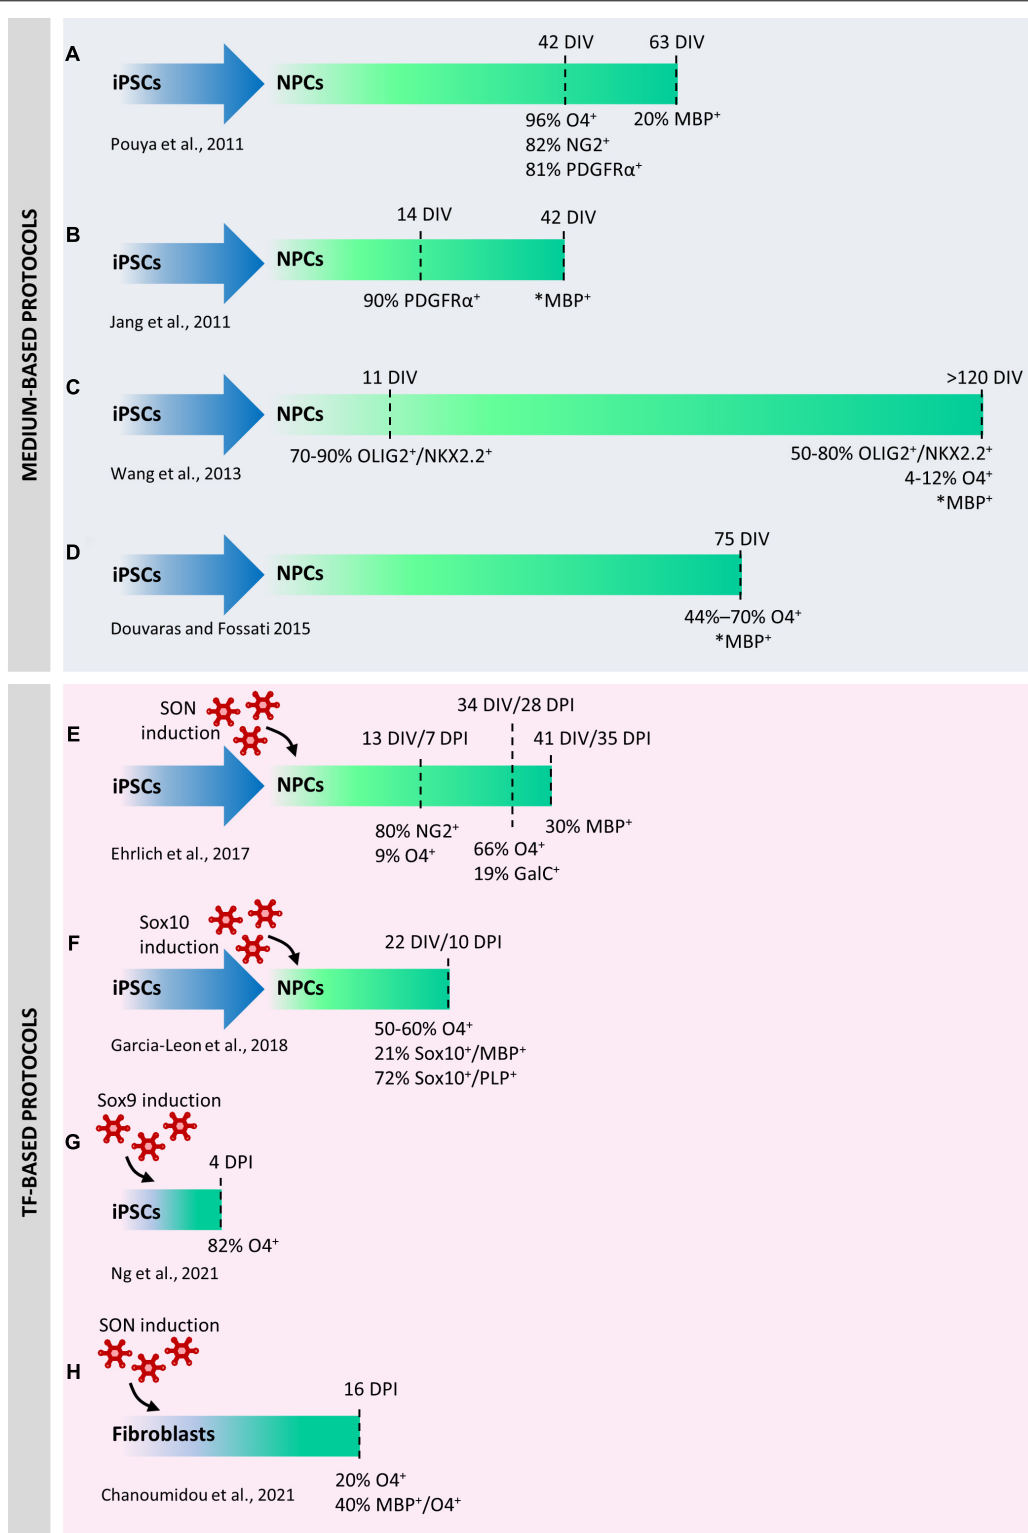 MEDIUM-BASED PROTOCOLS
A
42 DIV
63 DIV
iPSCs
NPCs
96% O4⁺
20% MBP⁺
82% NG2⁺
81% PDGFRα⁺
Pouya et al., 2011
B
14 DIV
42 DIV
iPSCs
NPCs
90% PDGFRα⁺
*MBP⁺
Jang et al., 2011
C
11 DIV
>120 DIV
iPSCs
NPCs
70-90% OLIG2⁺/NKX2.2⁺
50-80% OLIG2⁺/NKX2.2⁺
4-12% O4⁺
*MBP⁺
Wang et al., 2013
D
75 DIV
iPSCs
NPCs
44%–70% O4⁺
*MBP⁺
Douvaras and Fossati 2015
TF-BASED PROTOCOLS
E
SON
induction
13 DIV/7 DPI
34 DIV/28 DPI
41 DIV/35 DPI
iPSCs
NPCs
80% NG2⁺
9% O4⁺
66% O4⁺
19% GalC⁺
30% MBP⁺
Ehrlich et al., 2017
F
Sox10
induction
22 DIV/10 DPI
iPSCs
NPCs
50-60% O4⁺
21% Sox10⁺/MBP⁺
72% Sox10⁺/PLP⁺
Garcia-Leon et al., 2018
G
Sox9 induction
4 DPI
iPSCs
82% O4⁺
Ng et al., 2021
H
SON induction
16 DPI
Fibroblasts
20% O4⁺
40% MBP⁺/O4⁺
Chanoumidou et al., 2021